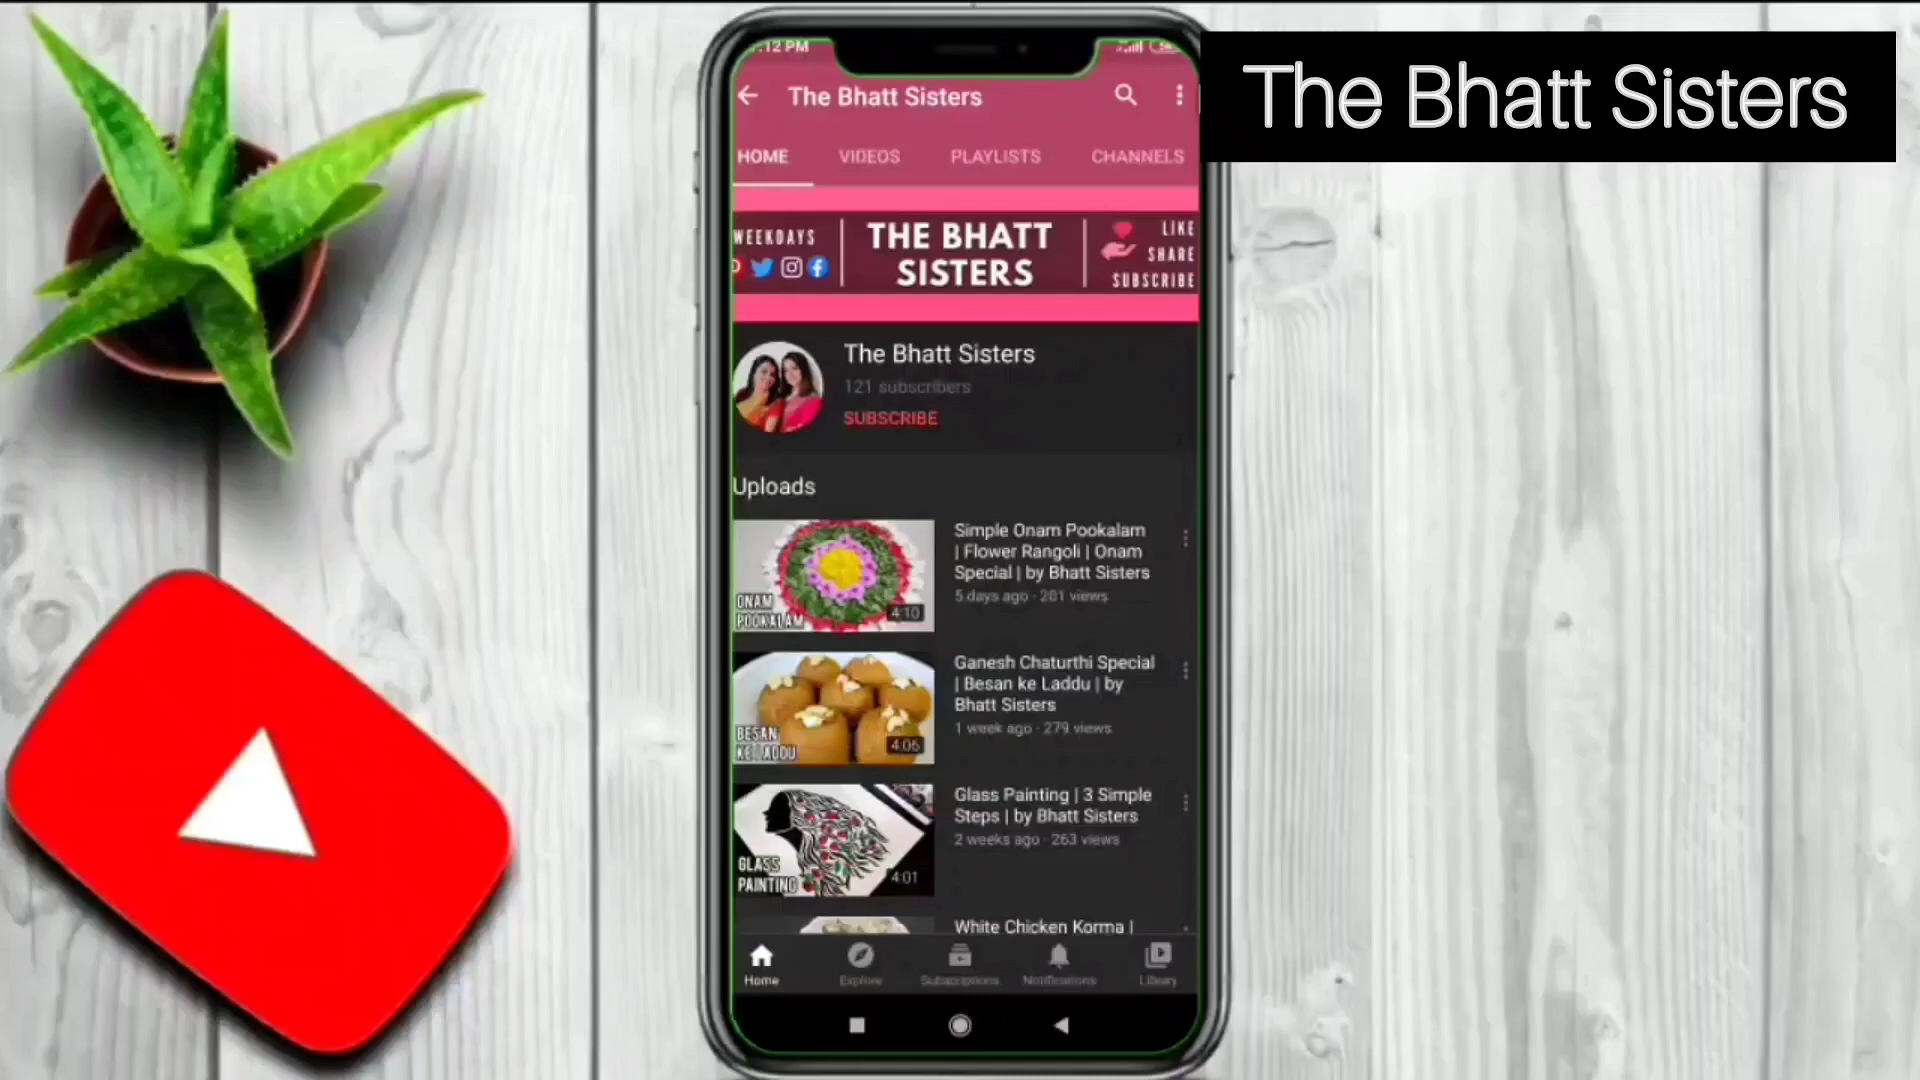 :12 PM
The Bhatt Sisters
The Bhatt Sisters
HOME VIDEOS PLAYLISTS CHANNELS
WEEKDAYS
THE BHATT
SISTERS
LIKE
SHARE
SUBSCRIBE
The Bhatt Sisters
121 subscribers
SUBSCRIBE
Uploads
Simple Onam Pookalam
| Flower Rangoli | Onam
Special | by Bhatt Sisters
5 days ago · 201 views
ONAM
POOKALAM
4:10
Ganesh Chaturthi Special
| Besan ke Laddu | by
Bhatt Sisters
1 week ago · 279 views
BESAN
KE LADDU
4:06
Glass Painting | 3 Simple
Steps | by Bhatt Sisters
2 weeks ago · 263 views
GLASS
PAINTING
4:01
White Chicken Korma |
Home Explore Subscriptions Notifications Library